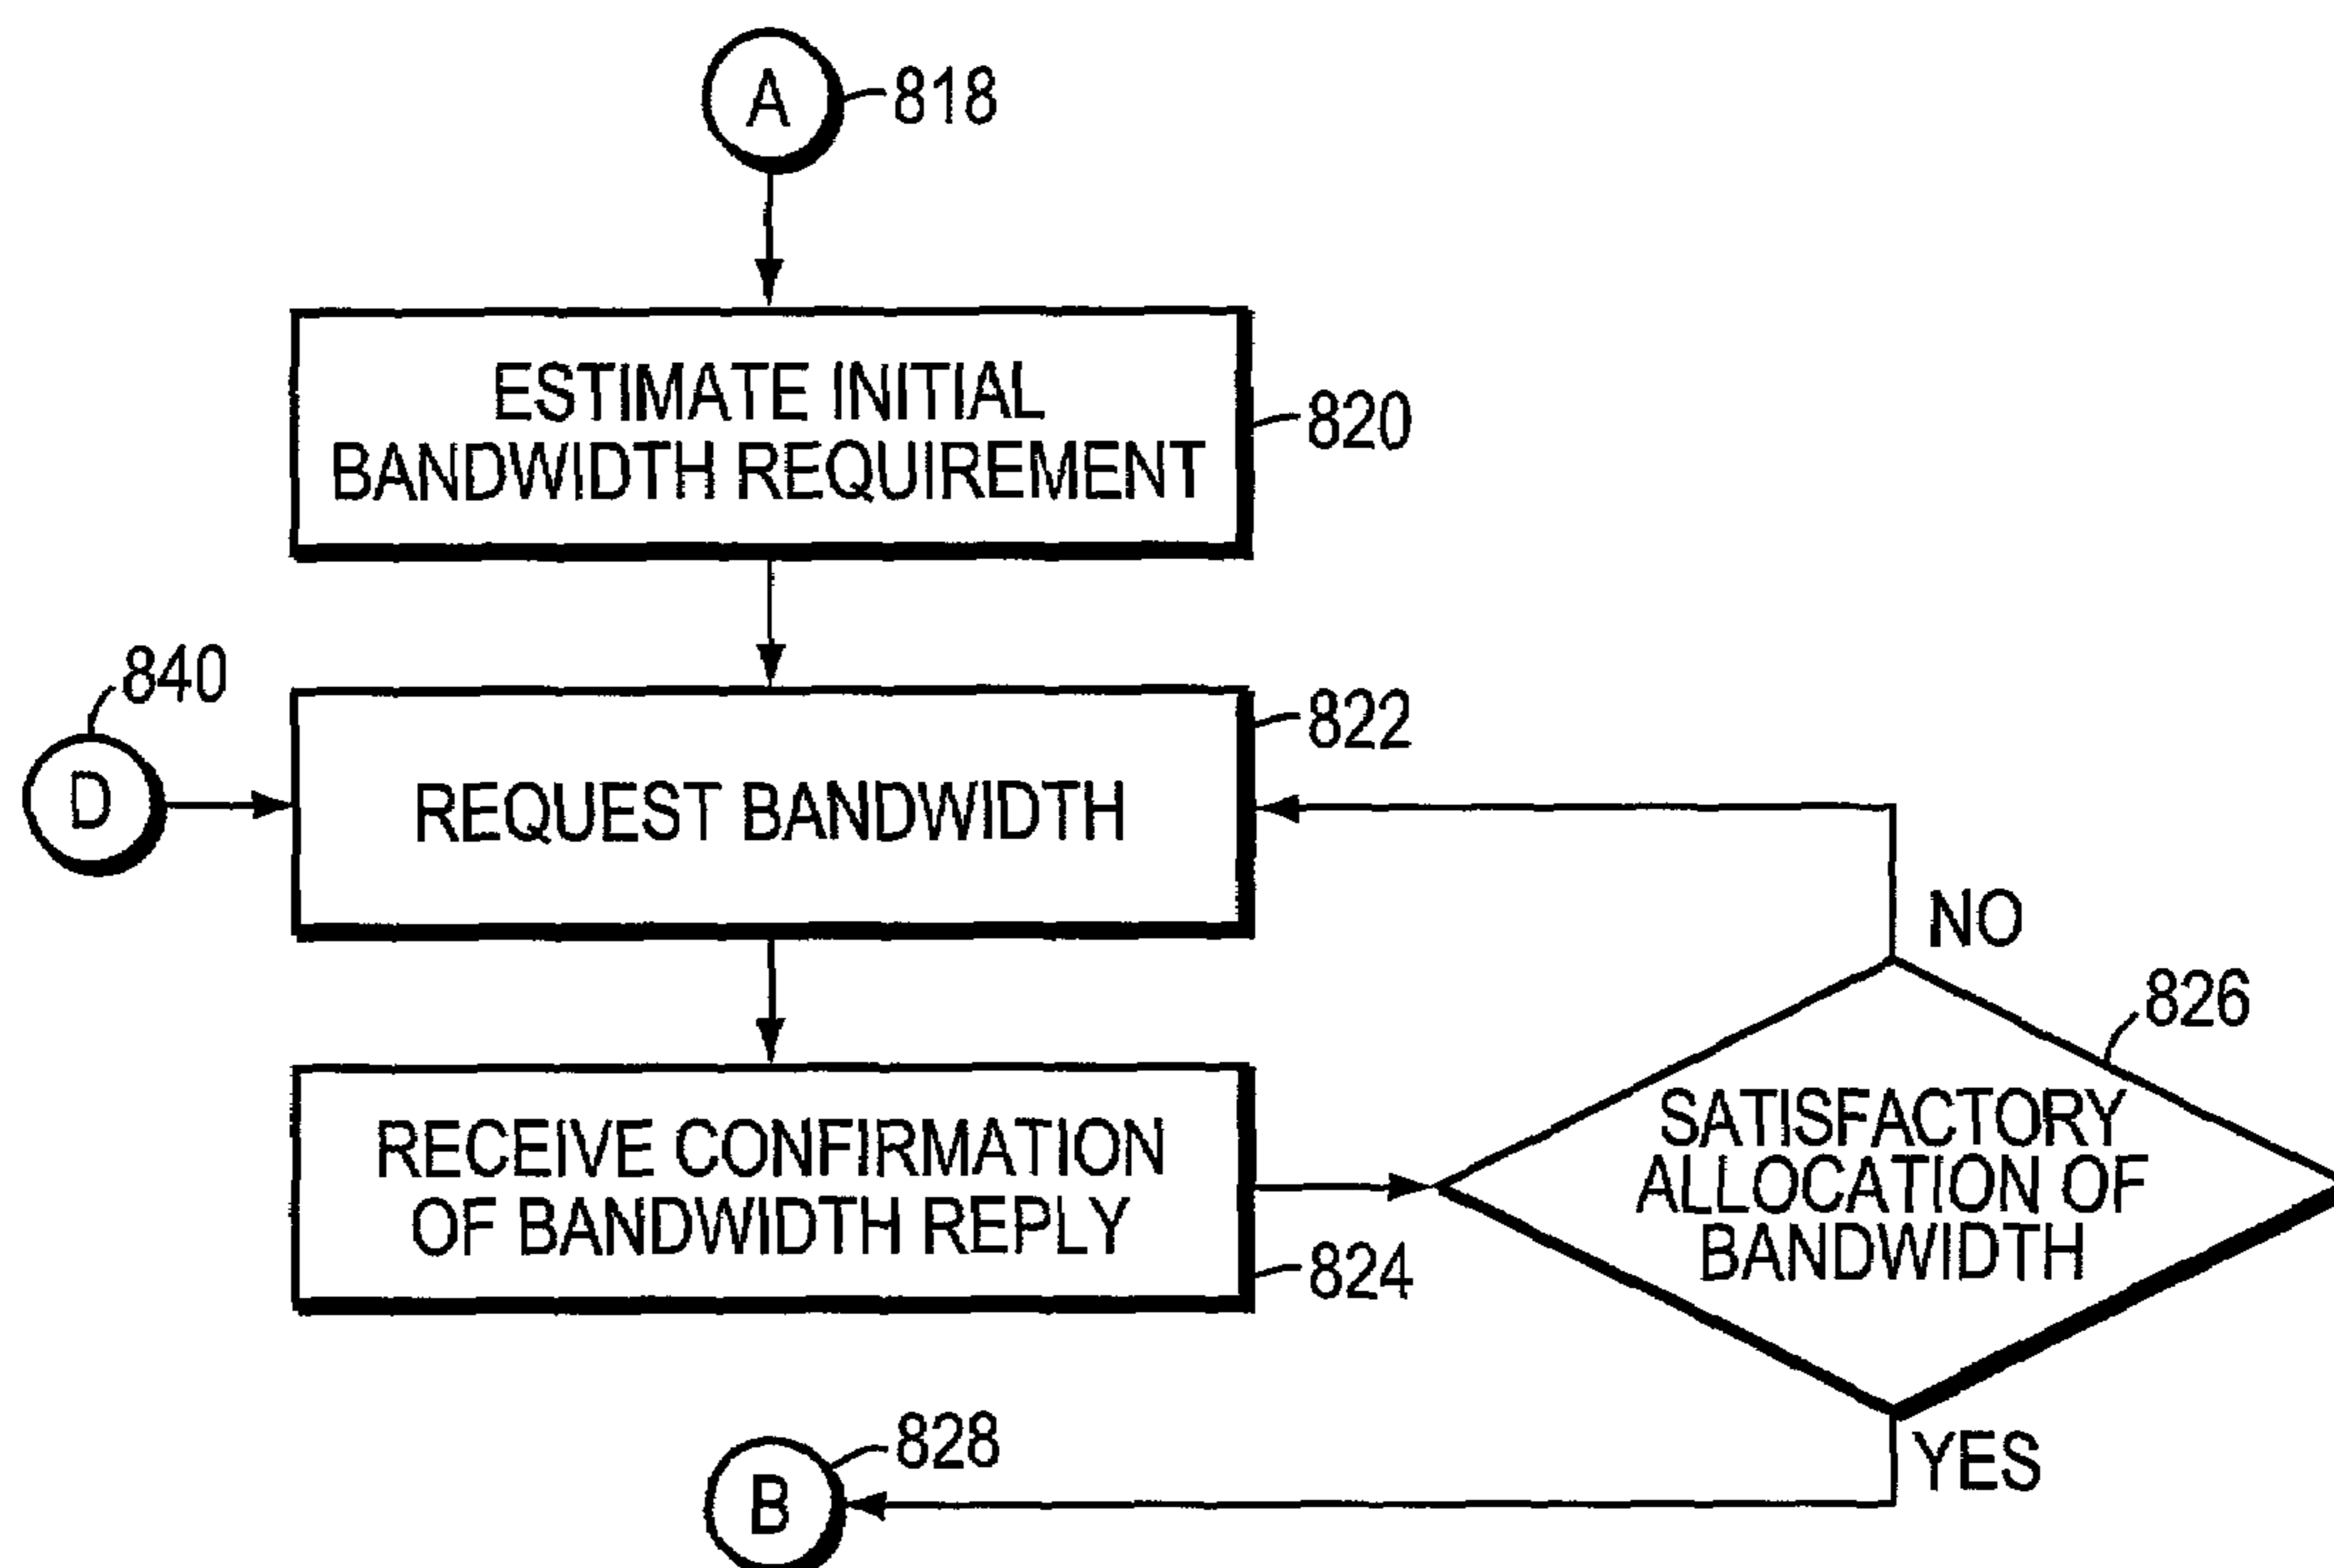 A
818
ESTIMATE INITIAL
BANDWIDTH REQUIREMENT
820
840
D
REQUEST BANDWIDTH
822
NO
RECEIVE CONFIRMATION
OF BANDWIDTH REPLY
824
826
SATISFACTORY
ALLOCATION OF
BANDWIDTH
YES
B
828